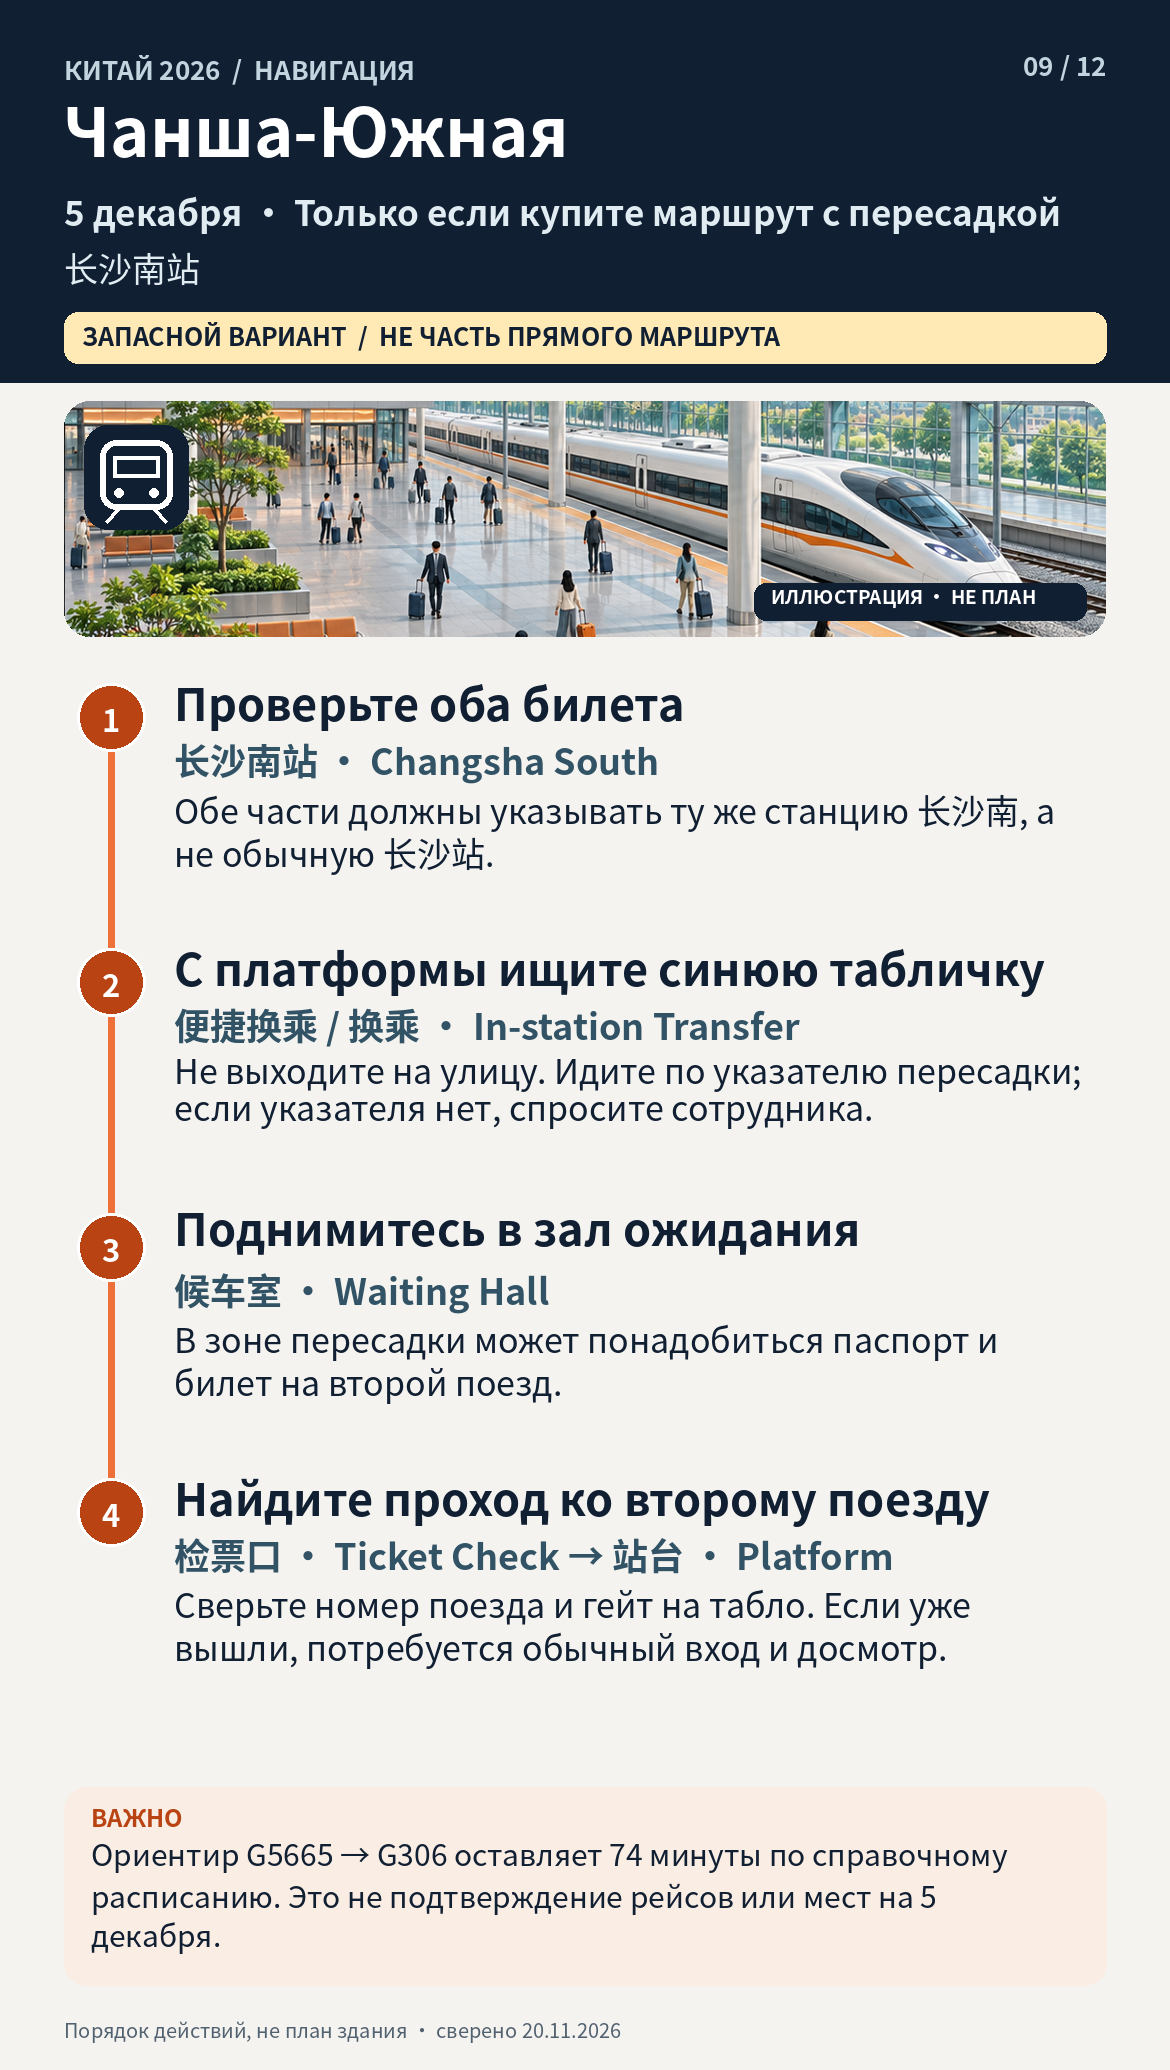 КИТАЙ 2026 / НАВИГАЦИЯ
09 / 12
Чанша-Южная
5 декабря • Только если купите маршрут с пересадкой
长沙南站
ЗАПАСНОЙ ВАРИАНТ / НЕ ЧАСТЬ ПРЯМОГО МАРШРУТА
ИЛЛЮСТРАЦИЯ • НЕ ПЛАН
1
Проверьте оба билета
长沙南站 • Changsha South
Обе части должны указывать ту же станцию 长沙南, а
не обычную 长沙站.
2
С платформы ищите синюю табличку
便捷换乘 / 换乘 • In-station Transfer
Не выходите на улицу. Идите по указателю пересадки;
если указателя нет, спросите сотрудника.
3
Поднимитесь в зал ожидания
候车室 • Waiting Hall
В зоне пересадки может понадобиться паспорт и
билет на второй поезд.
4
Найдите проход ко второму поезду
检票口 • Ticket Check → 站台 • Platform
Сверьте номер поезда и гейт на табло. Если уже
вышли, потребуется обычный вход и досмотр.
ВАЖНО
Ориентир G5665 → G306 оставляет 74 минуты по справочному
расписанию. Это не подтверждение рейсов или мест на 5
декабря.
Порядок действий, не план здания • сверено 20.11.2026